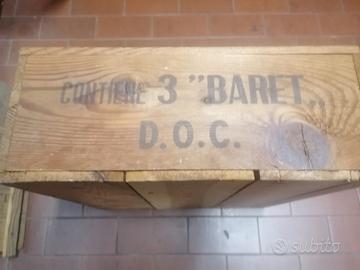 CONTIENE 3 "BARET„
D.O.C.
subito